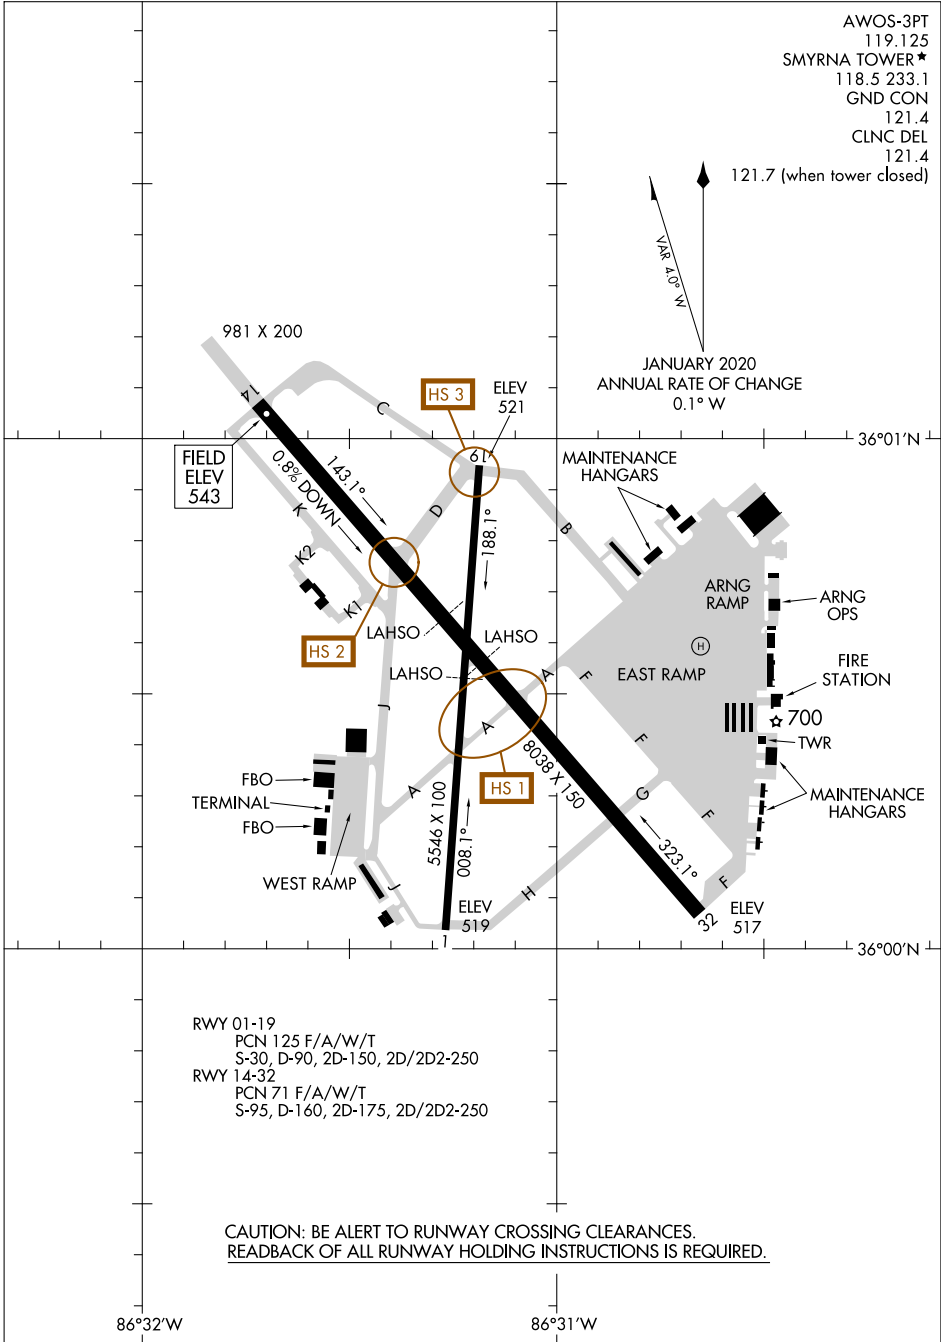 AWOS-3PT
119.125
SMYRNA TOWER★
118.5 233.1
GND CON
121.4
CLNC DEL
121.4
121.7 (when tower closed)
VAR 4.0° W
JANUARY 2020
ANNUAL RATE OF CHANGE
0.1° W
981 X 200
14
C
HS 3
ELEV
521
19
36°01'N
FIELD
ELEV
543
143.1°
0.8% DOWN
K
D
188.1°
B
MAINTENANCE
HANGARS
K2
K1
HS 2
LAHSO
LAHSO
LAHSO
ARNG
RAMP
ARNG
OPS
H
EAST RAMP
FIRE
STATION
700
TWR
MAINTENANCE
HANGARS
A
F
A
F
J
HS 1
A
8038 X 150
G
F
FBO
TERMINAL
FBO
5546 X 100
008.1°
323.1°
WEST RAMP
J
H
F
ELEV
519
1
32
ELEV
517
36°00'N
RWY 01-19
PCN 125 F/A/W/T
S-30, D-90, 2D-150, 2D/2D2-250
RWY 14-32
PCN 71 F/A/W/T
S-95, D-160, 2D-175, 2D/2D2-250
CAUTION: BE ALERT TO RUNWAY CROSSING CLEARANCES.
READBACK OF ALL RUNWAY HOLDING INSTRUCTIONS IS REQUIRED.
86°32'W
86°31'W